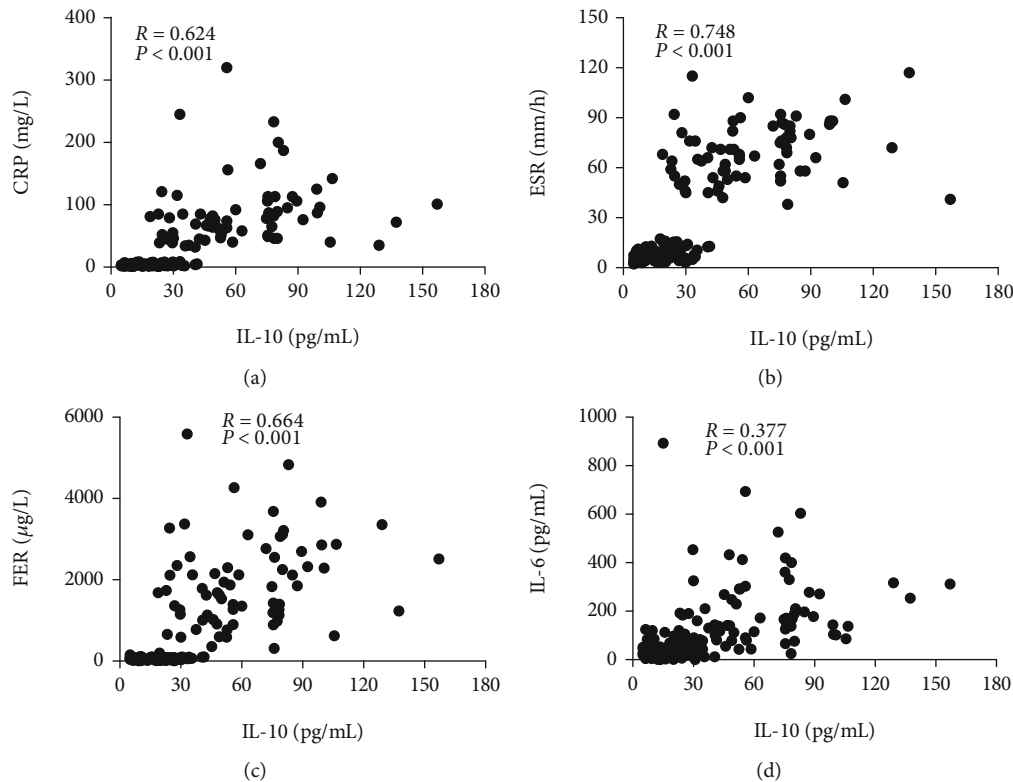 R = 0.624
P < 0.001
CRP (mg/L)
400
300
200
100
0
0 30 60 90 120 150 180
IL-10 (pg/mL)
(a)
R = 0.748
P < 0.001
ESR (mm/h)
150
120
90
60
30
0
0 30 60 90 120 150 180
IL-10 (pg/mL)
(b)
R = 0.664
P < 0.001
FER (µg/L)
6000
4000
2000
0
0 30 60 90 120 150 180
IL-10 (pg/mL)
(c)
R = 0.377
P < 0.001
IL-6 (pg/mL)
1000
800
600
400
200
0
0 30 60 90 120 150 180
IL-10 (pg/mL)
(d)